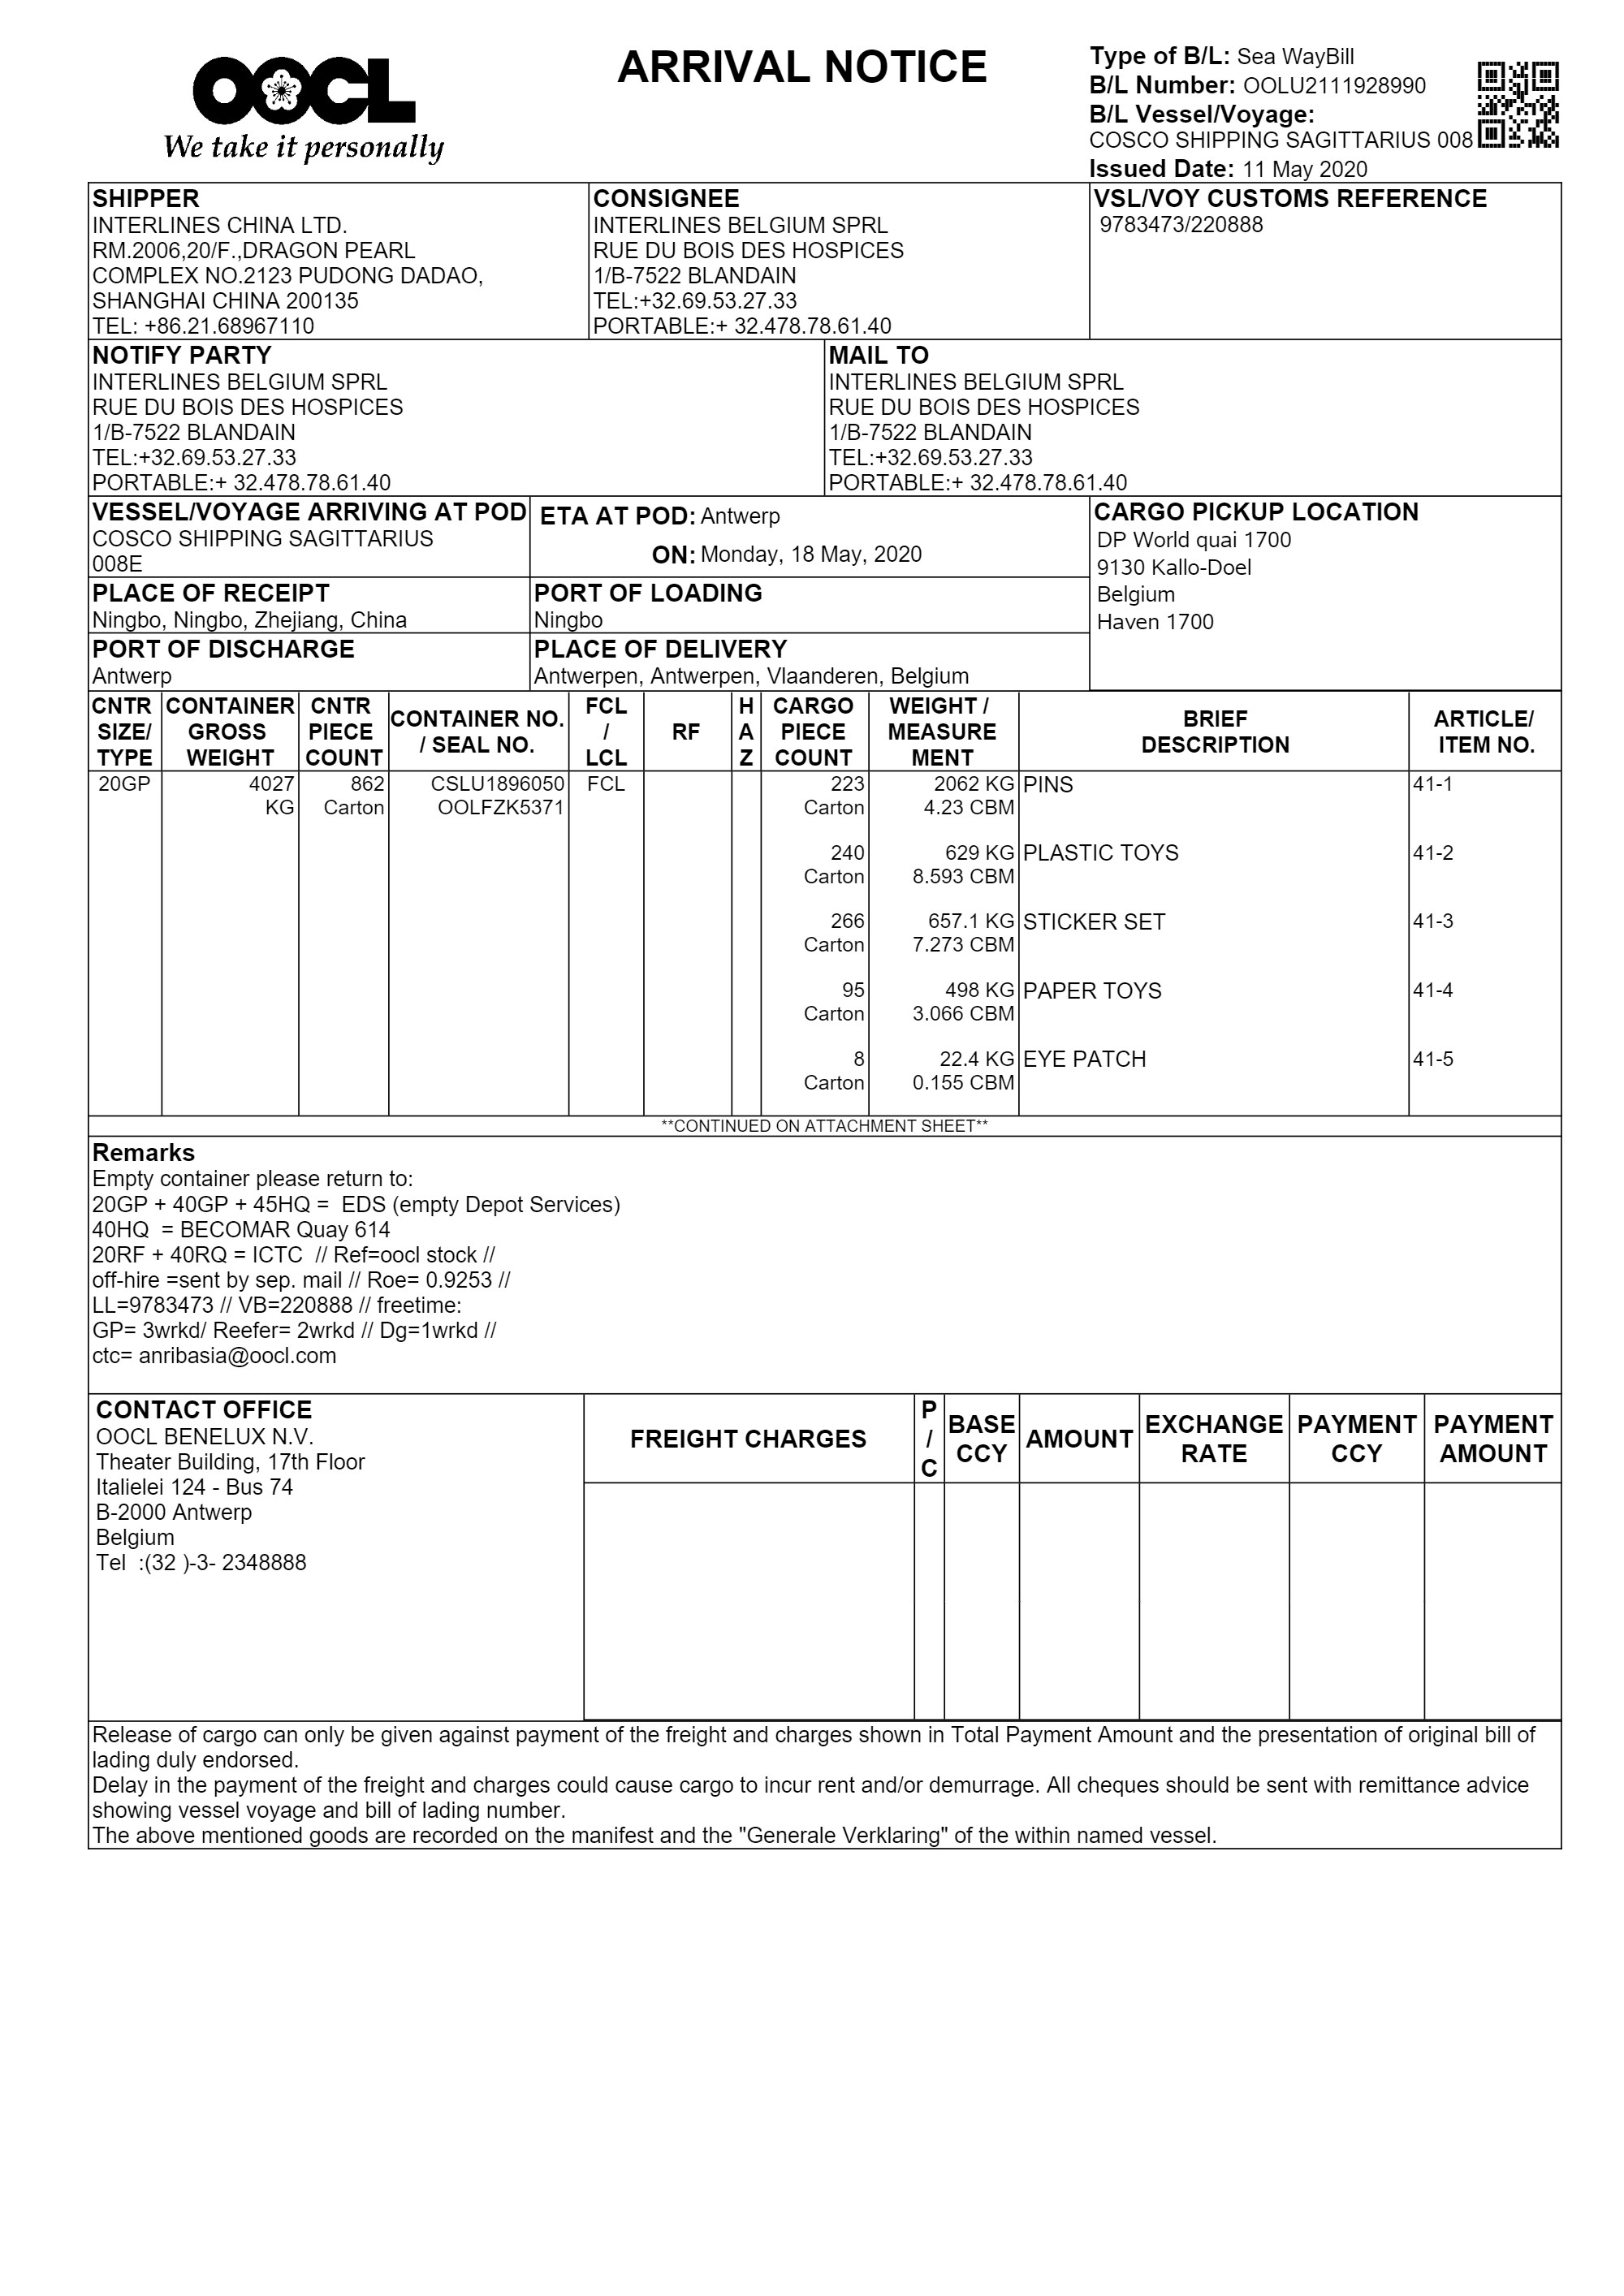 OOCL
We take it personally
ARRIVAL NOTICE
Type of B/L: Sea WayBill
B/L Number: OOLU2111928990
B/L Vessel/Voyage:
COSCO SHIPPING SAGITTARIUS 008
Issued Date: 11 May 2020
SHIPPER
INTERLINES CHINA LTD.
RM.2006,20/F.,DRAGON PEARL
COMPLEX NO.2123 PUDONG DADAO,
SHANGHAI CHINA 200135
TEL: +86.21.68967110
CONSIGNEE
INTERLINES BELGIUM SPRL
RUE DU BOIS DES HOSPICES
1/B-7522 BLANDAIN
TEL:+32.69.53.27.33
PORTABLE:+ 32.478.78.61.40
VSL/VOY CUSTOMS REFERENCE
9783473/220888
NOTIFY PARTY
INTERLINES BELGIUM SPRL
RUE DU BOIS DES HOSPICES
1/B-7522 BLANDAIN
TEL:+32.69.53.27.33
PORTABLE:+ 32.478.78.61.40
MAIL TO
INTERLINES BELGIUM SPRL
RUE DU BOIS DES HOSPICES
1/B-7522 BLANDAIN
TEL:+32.69.53.27.33
PORTABLE:+ 32.478.78.61.40
VESSEL/VOYAGE ARRIVING AT POD
COSCO SHIPPING SAGITTARIUS
008E
ETA AT POD: Antwerp
ON: Monday, 18 May, 2020
CARGO PICKUP LOCATION
DP World quai 1700
9130 Kallo-Doel
Belgium
Haven 1700
PLACE OF RECEIPT
Ningbo, Ningbo, Zhejiang, China
PORT OF LOADING
Ningbo
PORT OF DISCHARGE
Antwerp
PLACE OF DELIVERY
Antwerpen, Antwerpen, Vlaanderen, Belgium
CNTR
SIZE/
TYPE
CONTAINER
GROSS
WEIGHT
CNTR
PIECE
COUNT
CONTAINER NO.
/ SEAL NO.
FCL
/
LCL
RF
H
A
Z
CARGO
PIECE
COUNT
WEIGHT /
MEASURE
MENT
BRIEF
DESCRIPTION
ARTICLE/
ITEM NO.
20GP 4027 862 CSLU1896050 FCL 223 2062 KG PINS 41-1
KG Carton OOLFZK5371 Carton 4.23 CBM
240 629 KG PLASTIC TOYS 41-2
Carton 8.593 CBM
266 657.1 KG STICKER SET 41-3
Carton 7.273 CBM
95 498 KG PAPER TOYS 41-4
Carton 3.066 CBM
8 22.4 KG EYE PATCH 41-5
Carton 0.155 CBM
**CONTINUED ON ATTACHMENT SHEET**
Remarks
Empty container please return to:
20GP + 40GP + 45HQ = EDS (empty Depot Services)
40HQ = BECOMAR Quay 614
20RF + 40RQ = ICTC // Ref=oocl stock //
off-hire =sent by sep. mail // Roe= 0.9253 //
LL=9783473 // VB=220888 // freetime:
GP= 3wrkd/ Reefer= 2wrkd // Dg=1wrkd //
ctc= anribasia@oocl.com
CONTACT OFFICE
OOCL BENELUX N.V.
Theater Building, 17th Floor
Italielei 124 - Bus 74
B-2000 Antwerp
Belgium
Tel :(32 )-3- 2348888
FREIGHT CHARGES
P
/
C
BASE
CCY
AMOUNT
EXCHANGE
RATE
PAYMENT
CCY
PAYMENT
AMOUNT
Release of cargo can only be given against payment of the freight and charges shown in Total Payment Amount and the presentation of original bill of
lading duly endorsed.
Delay in the payment of the freight and charges could cause cargo to incur rent and/or demurrage. All cheques should be sent with remittance advice
showing vessel voyage and bill of lading number.
The above mentioned goods are recorded on the manifest and the "Generale Verklaring" of the within named vessel.